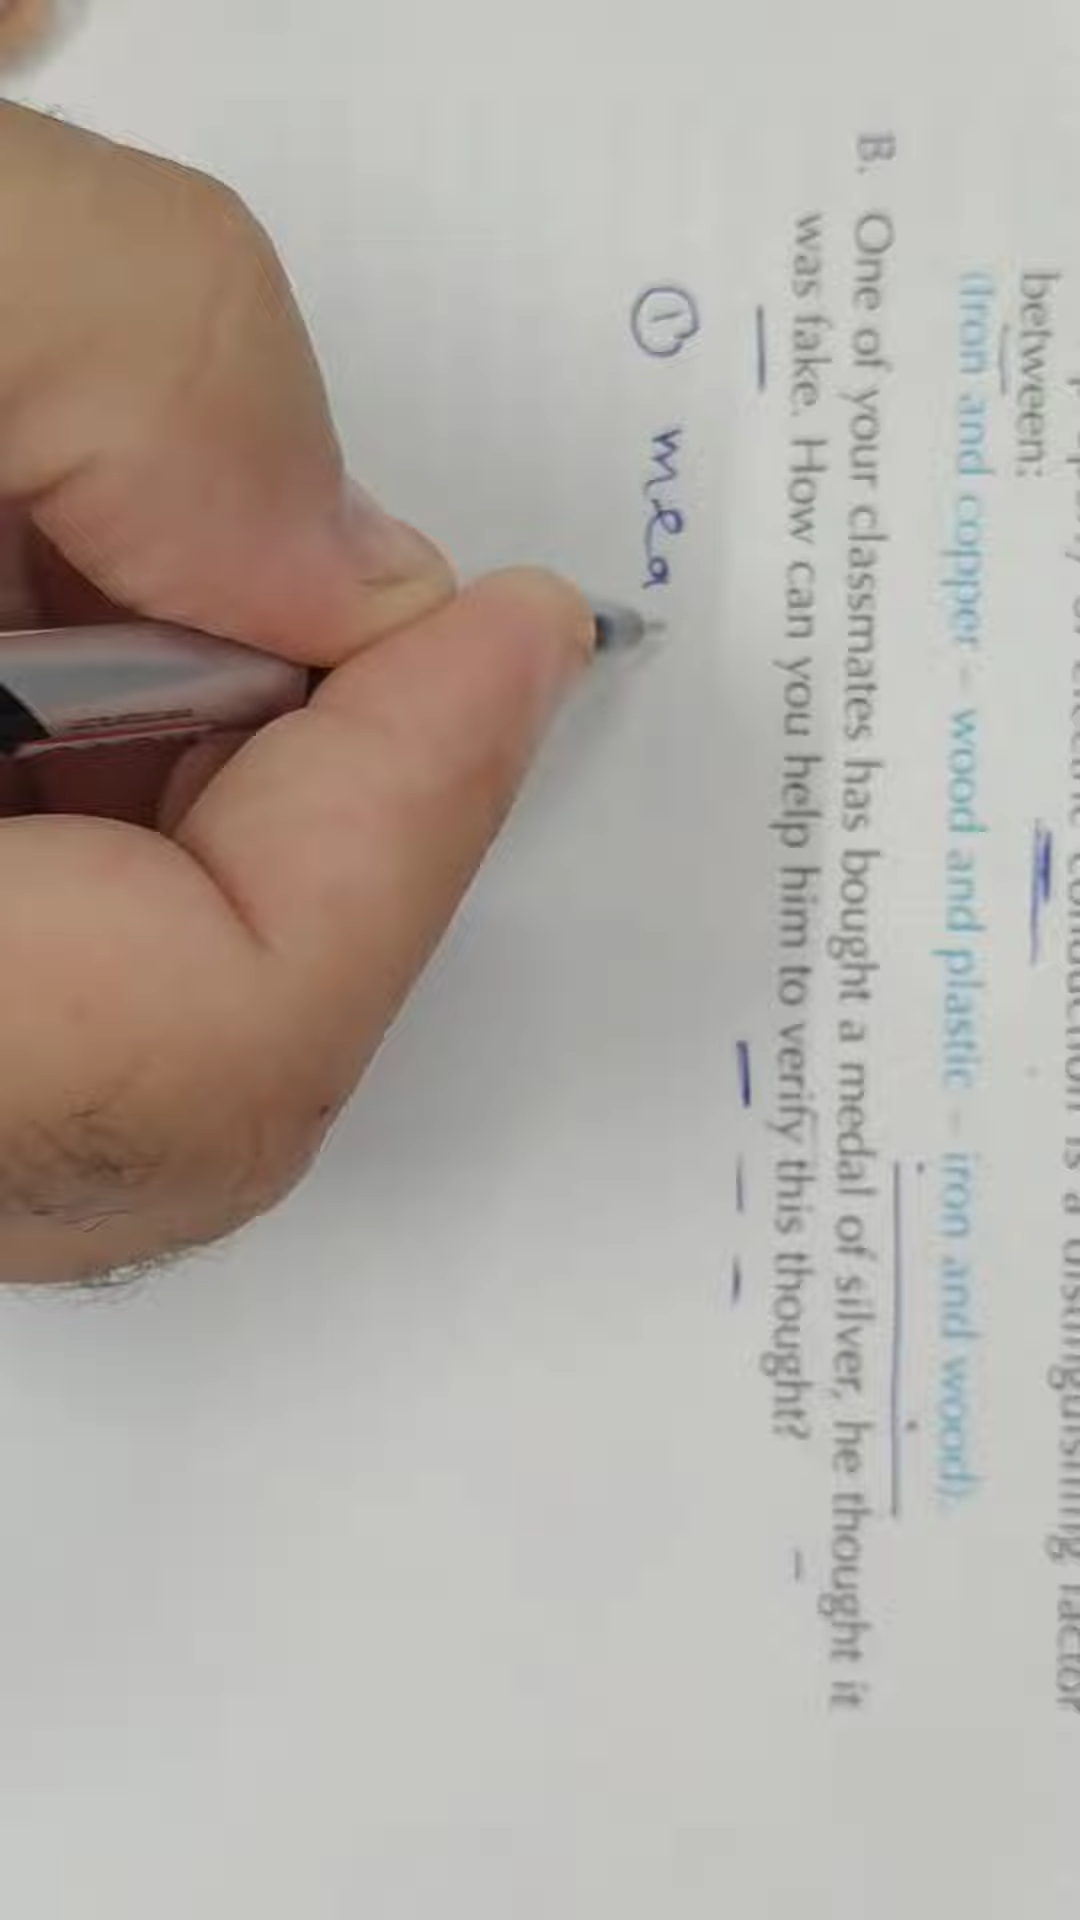 between:
(Iron and copper – wood and plastic – iron and wood).
B. One of your classmates has bought a medal of silver, he thought it
was fake. How can you help him to verify this thought?
① mea